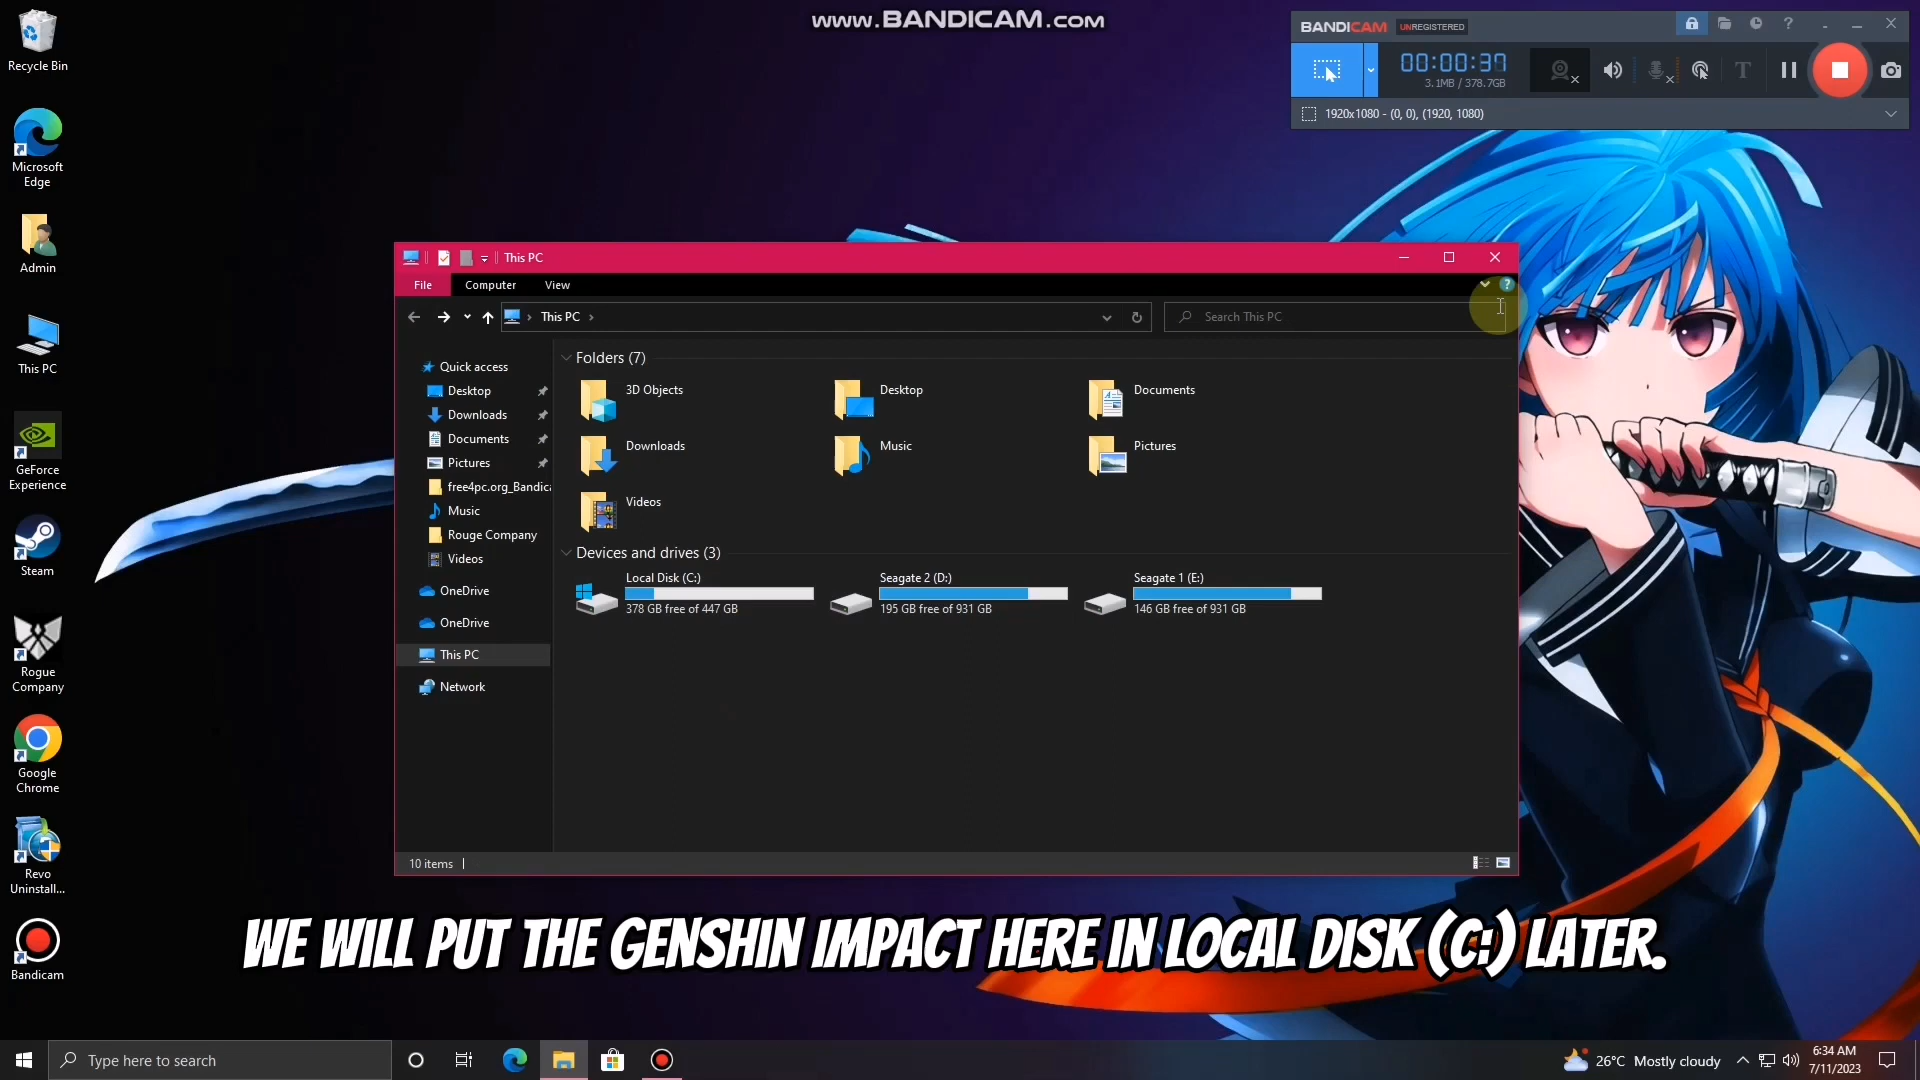 www.BANDICAM.com
BANDICAM UNREGISTERED
00:00:37
3.1MB / 378.7GB
1920x1080 - (0, 0), (1920, 1080)
Recycle Bin
Microsoft
Edge
Admin
This PC
GeForce
Experience
Steam
Rogue
Company
Google
Chrome
Revo
Uninstall...
Bandicam
This PC
File
Computer
View
This PC
Search This PC
Quick access
Desktop
Downloads
Documents
Pictures
free4pc.org_Bandica
Music
Rouge Company
Videos
OneDrive
OneDrive
This PC
Network
Folders (7)
3D Objects
Desktop
Documents
Downloads
Music
Pictures
Videos
Devices and drives (3)
Local Disk (C:)
378 GB free of 447 GB
Seagate 2 (D:)
195 GB free of 931 GB
Seagate 1 (E:)
146 GB free of 931 GB
10 items
WE WILL PUT THE GENSHIN IMPACT HERE IN LOCAL DISK (C:) LATER.
Type here to search
26°C Mostly cloudy
6:34 AM
7/11/2023